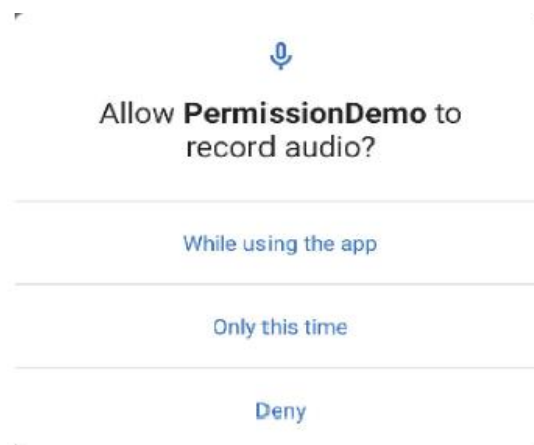 Allow PermissionDemo to
record audio?
While using the app
Only this time
Deny